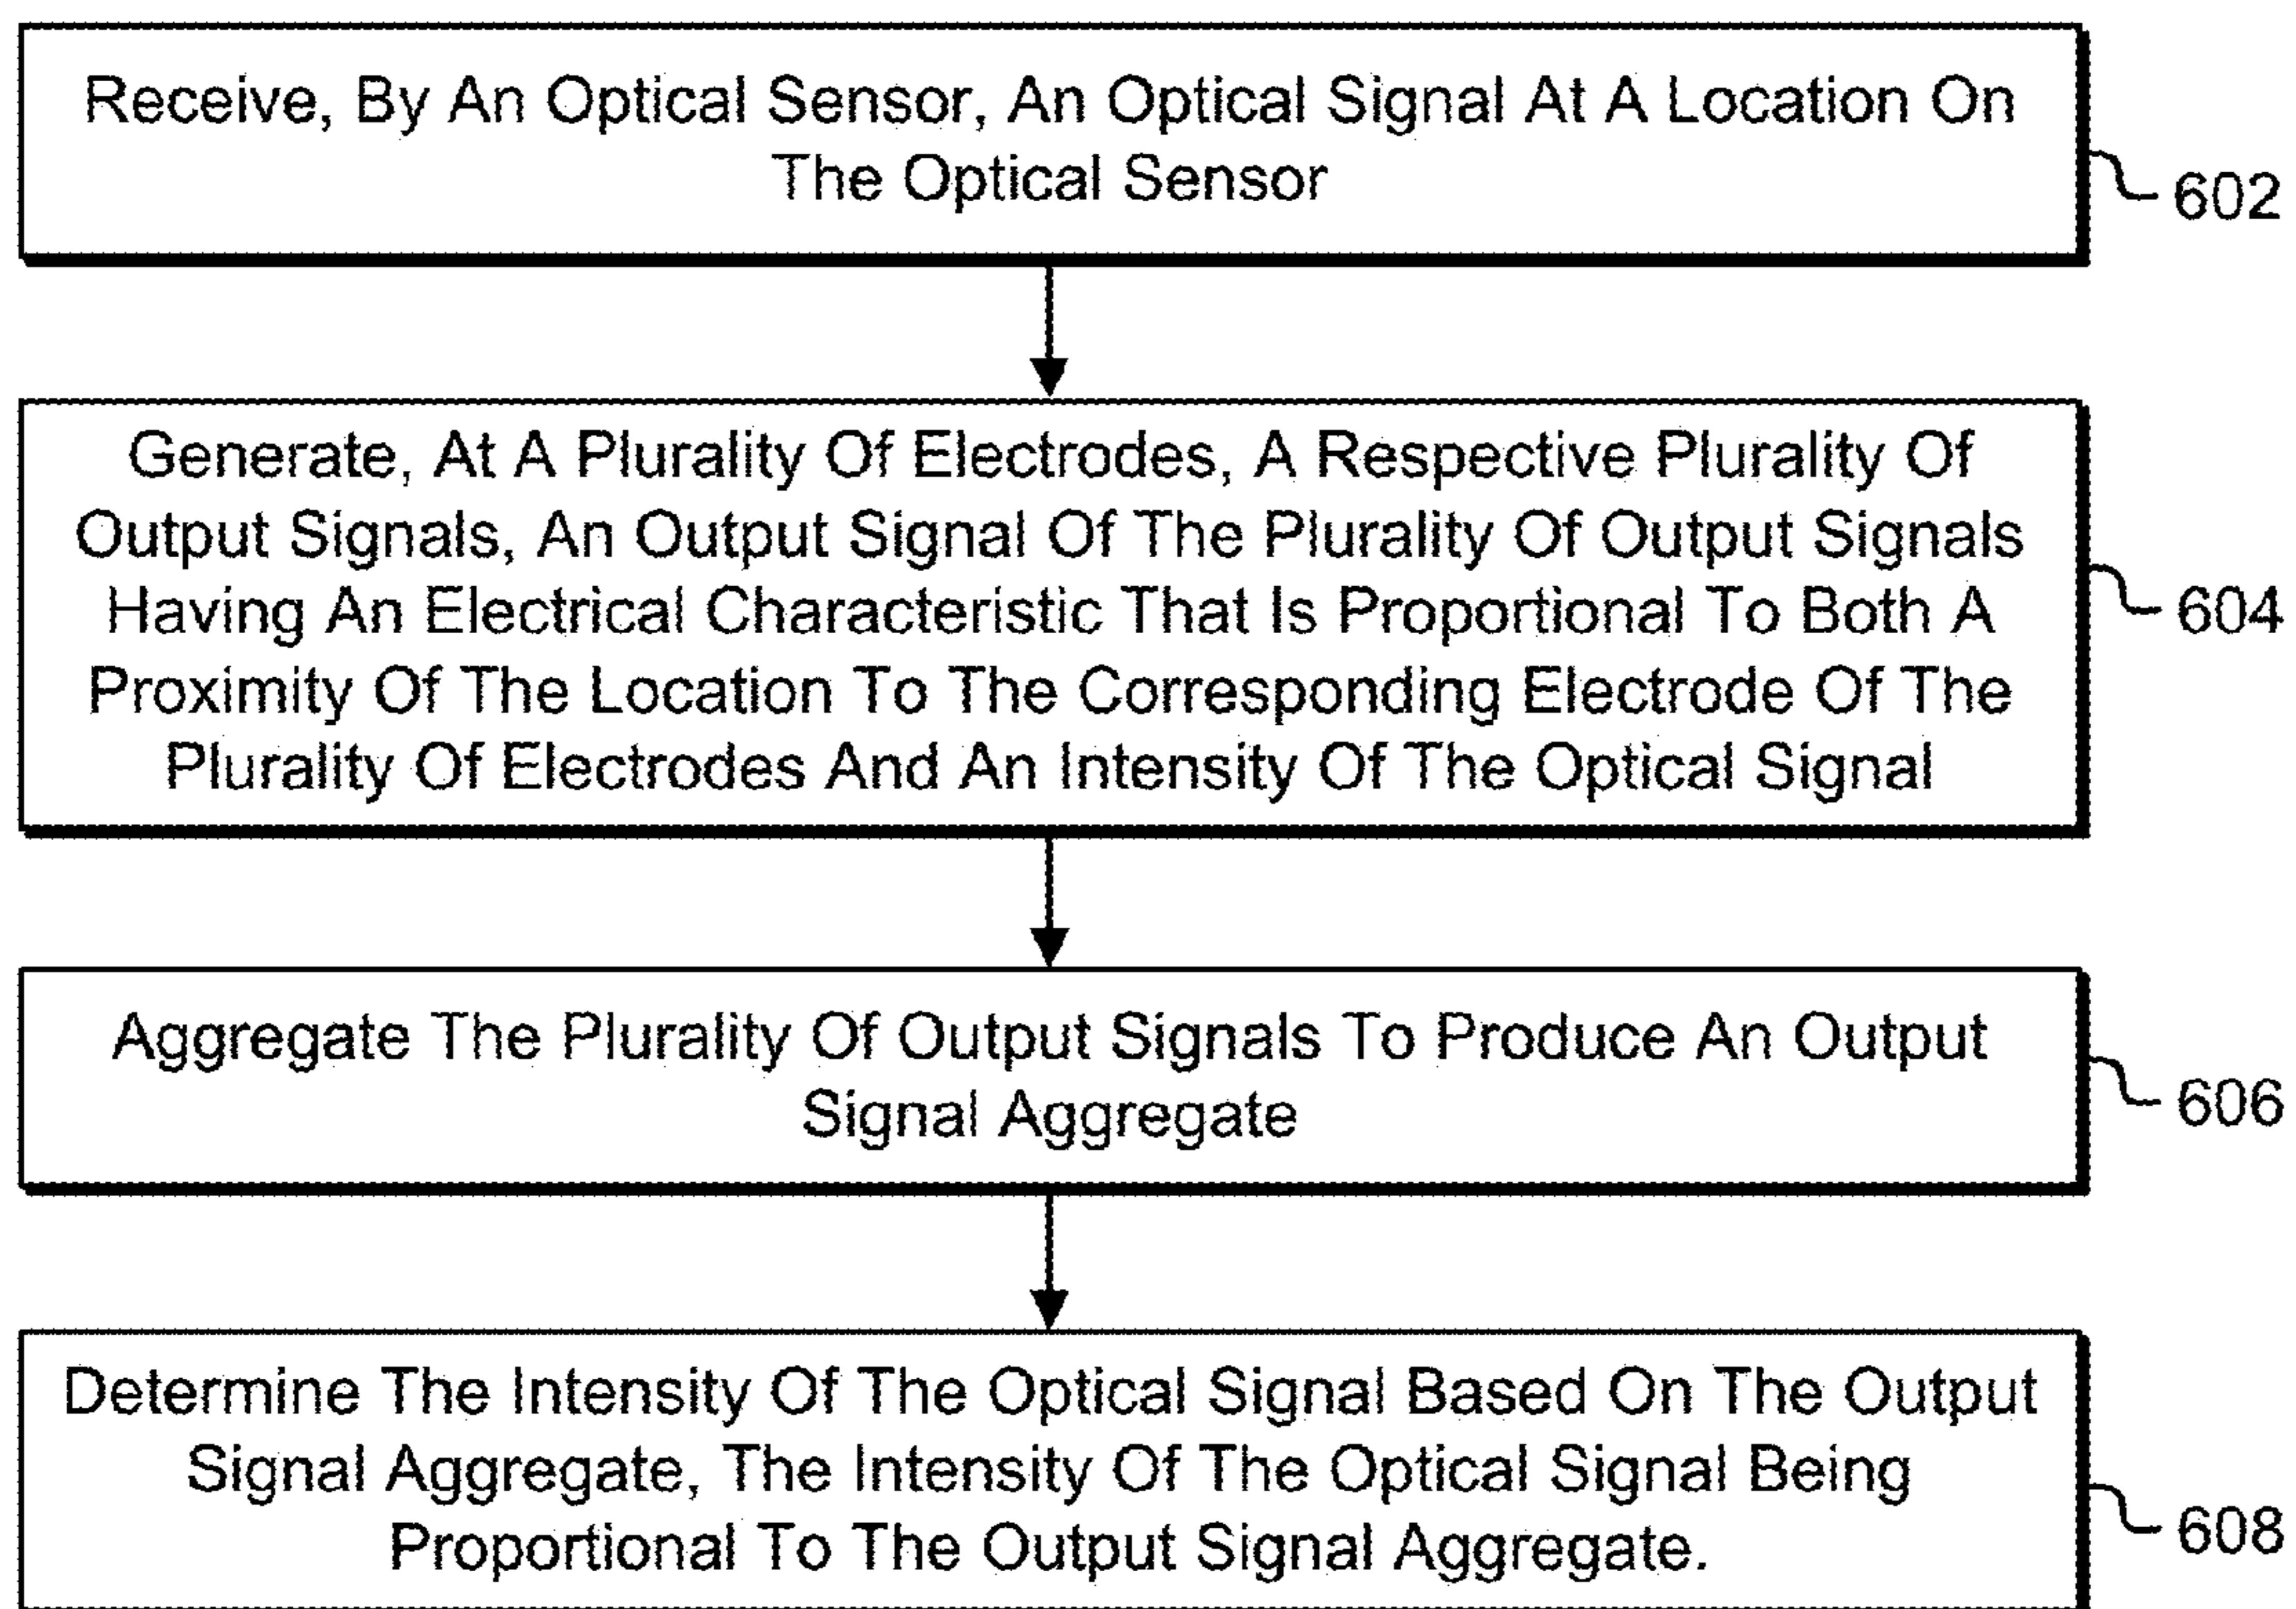 Receive, By An Optical Sensor, An Optical Signal At A Location On
The Optical Sensor
602
Generate, At A Plurality Of Electrodes, A Respective Plurality Of
Output Signals, An Output Signal Of The Plurality Of Output Signals
Having An Electrical Characteristic That Is Proportional To Both A
Proximity Of The Location To The Corresponding Electrode Of The
Plurality Of Electrodes And An Intensity Of The Optical Signal
604
Aggregate The Plurality Of Output Signals To Produce An Output
Signal Aggregate
606
Determine The Intensity Of The Optical Signal Based On The Output
Signal Aggregate, The Intensity Of The Optical Signal Being
Proportional To The Output Signal Aggregate.
608